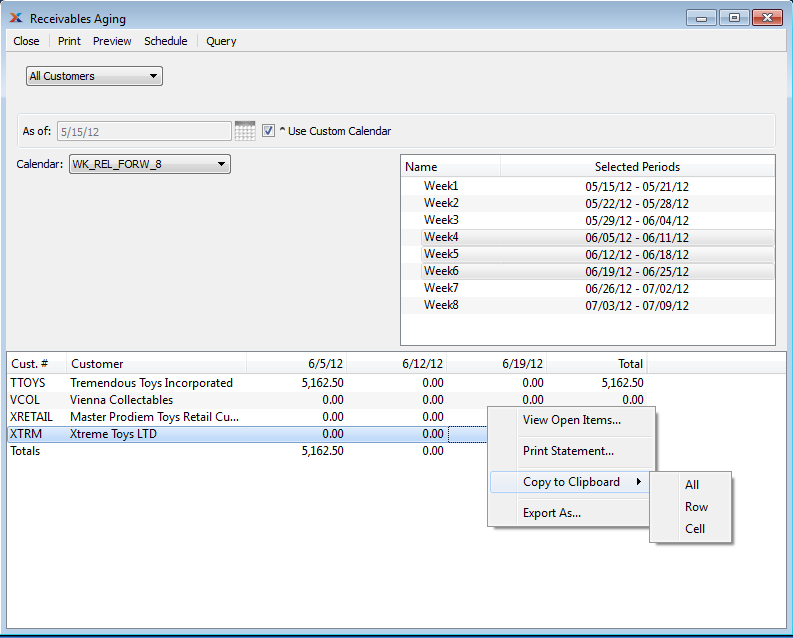 Receivables Aging
Close Print Preview Schedule Query
All Customers
As of: 5/15/12 ^ Use Custom Calendar
Calendar: WK_REL_FORW_8
Name Selected Periods
Week1 05/15/12 - 05/21/12
Week2 05/22/12 - 05/28/12
Week3 05/29/12 - 06/04/12
Week4 06/05/12 - 06/11/12
Week5 06/12/12 - 06/18/12
Week6 06/19/12 - 06/25/12
Week7 06/26/12 - 07/02/12
Week8 07/03/12 - 07/09/12
Cust. # Customer 6/5/12 6/12/12 6/19/12 Total
TTOYS Tremendous Toys Incorporated 5,162.50 0.00 0.00 5,162.50
VCOL Vienna Collectables 0.00 0.00 0.00 0.00
XRETAIL Master Prodiem Toys Retail Cu... 0.00 0.00
XTRM Xtreme Toys LTD 0.00 0.00
Totals 5,162.50 0.00
View Open Items...
Print Statement...
Copy to Clipboard
Export As...
All
Row
Cell